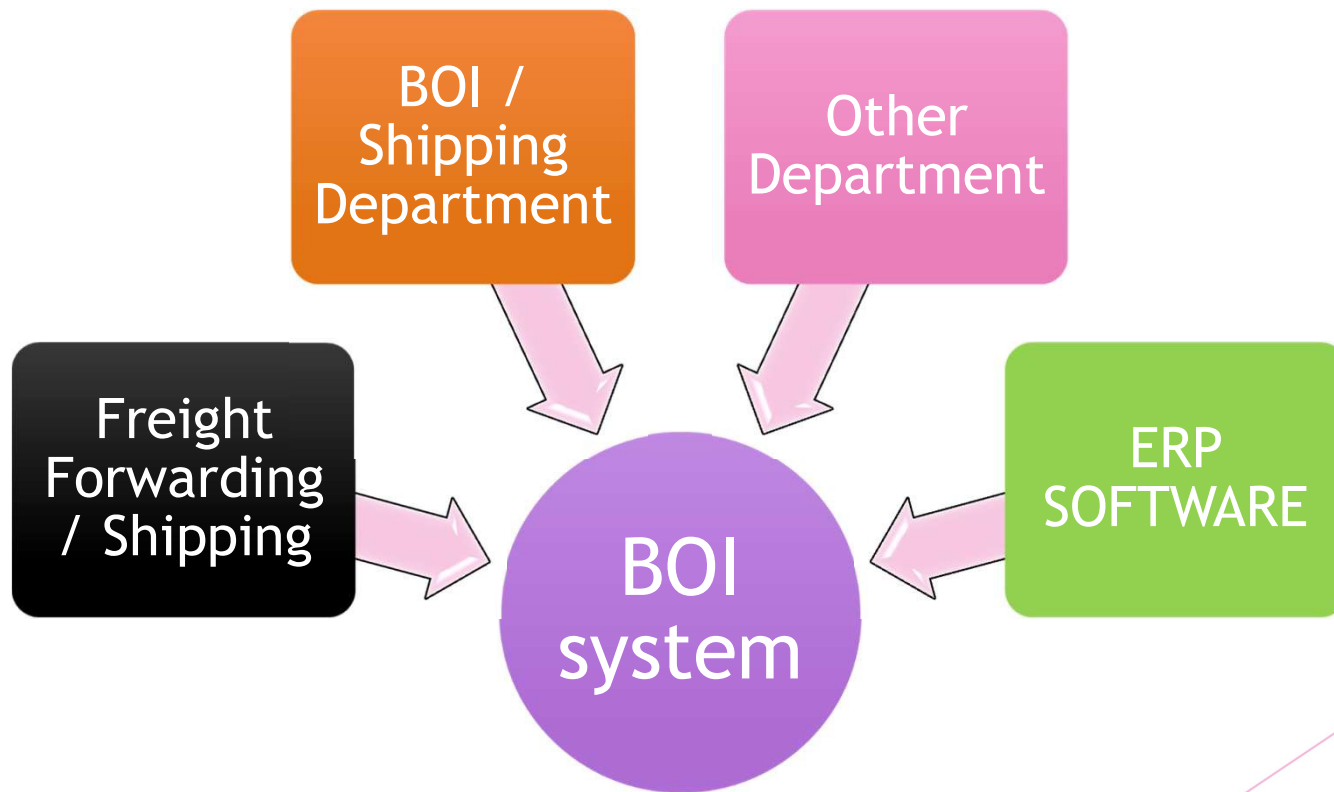 BOI /
Shipping
Department
Other
Department
Freight
Forwarding
/ Shipping
ERP
SOFTWARE
BOI
system